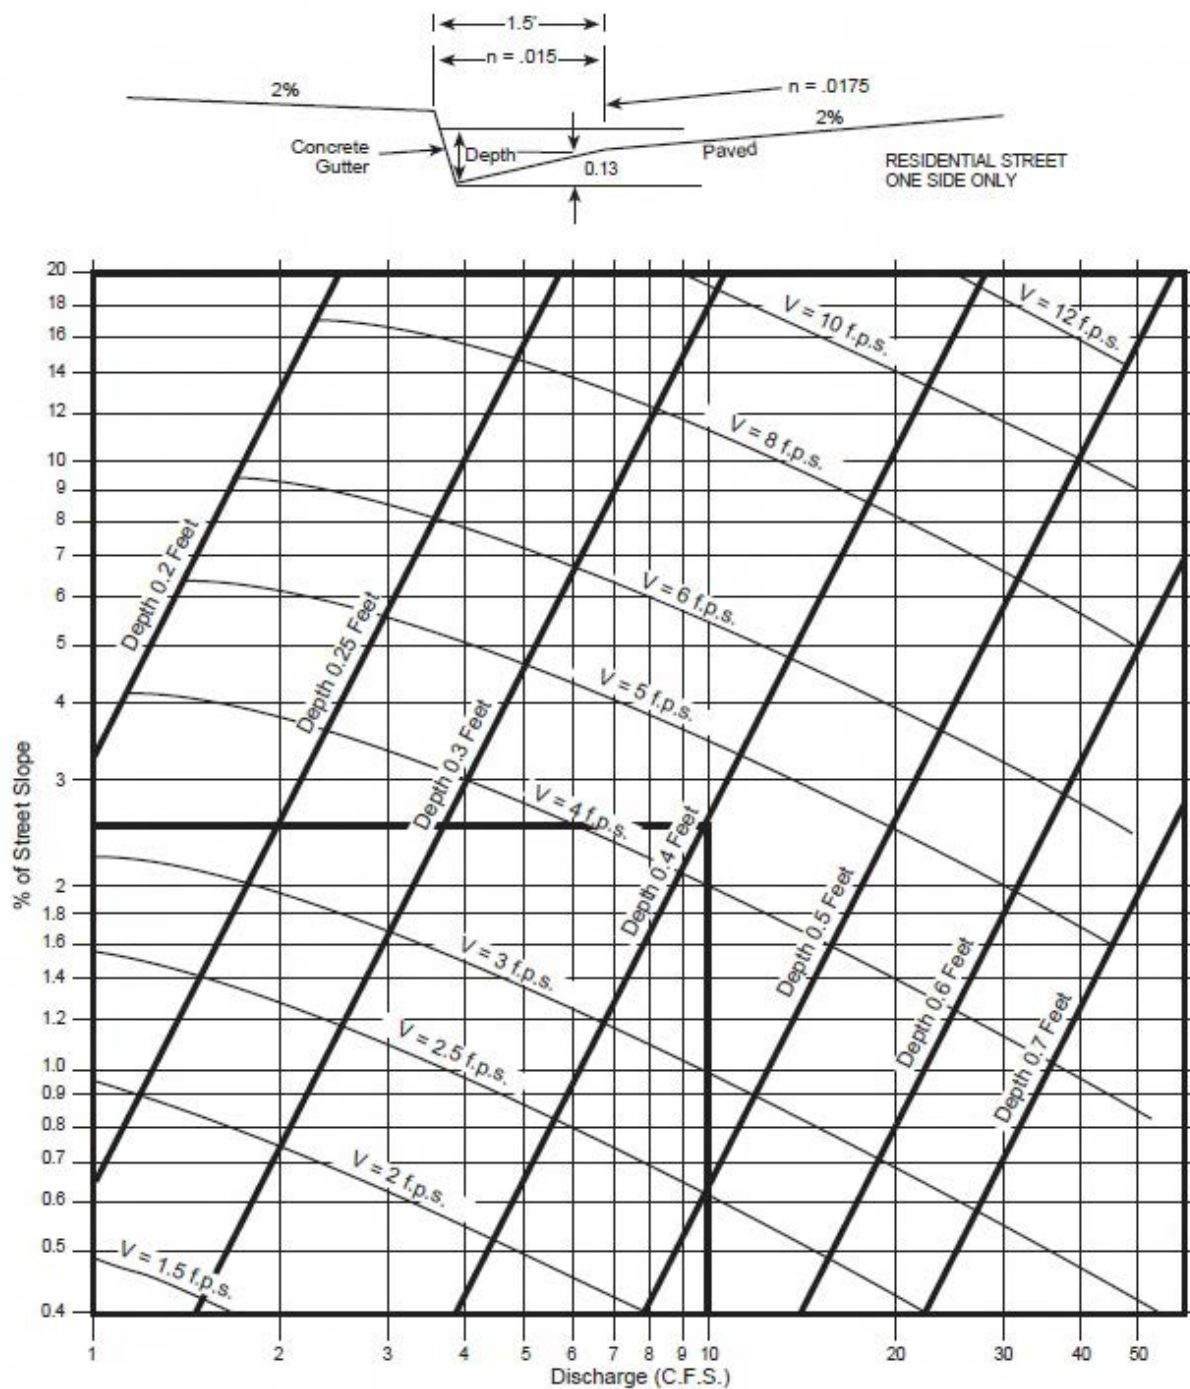 1.5'
n = .015
n = .0175
2%
2%
Concrete
Gutter
Depth
0.13
Paved
RESIDENTIAL STREET
ONE SIDE ONLY
20
18
16
14
12
10
9
8
7
6
5
4
3
2
1.8
1.6
1.4
1.2
1.0
0.9
0.8
0.7
0.6
0.5
0.4
% of Street Slope
V = 12 f.p.s.
V = 10 f.p.s.
V = 8 f.p.s.
V = 6 f.p.s.
V = 5 f.p.s.
V = 4 f.p.s.
V = 3 f.p.s.
V = 2.5 f.p.s.
V = 2 f.p.s.
V = 1.5 f.p.s.
Depth 0.2 Feet
Depth 0.25 Feet
Depth 0.3 Feet
Depth 0.4 Feet
Depth 0.5 Feet
Depth 0.6 Feet
Depth 0.7 Feet
1 2 3 4 5 6 7 8 9 10 20 30 40 50
Discharge (C.F.S.)